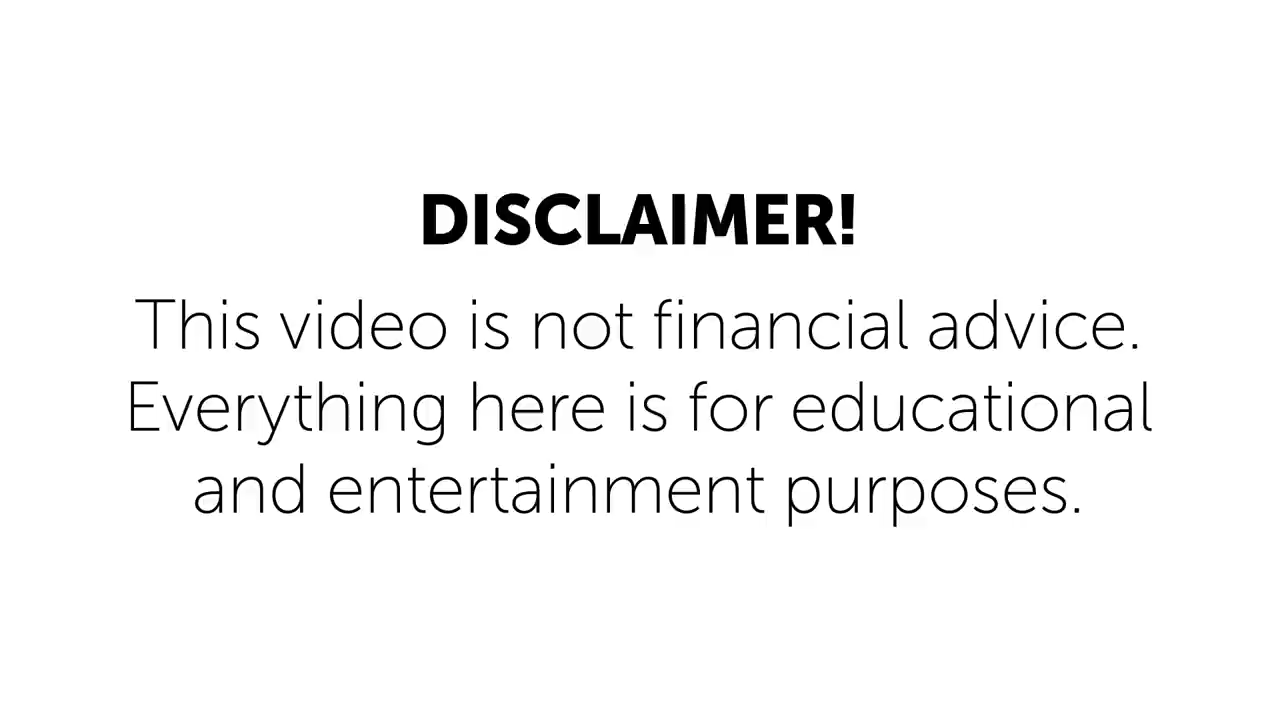 DISCLAIMER!
This video is not financial advice.
Everything here is for educational
and entertainment purposes.